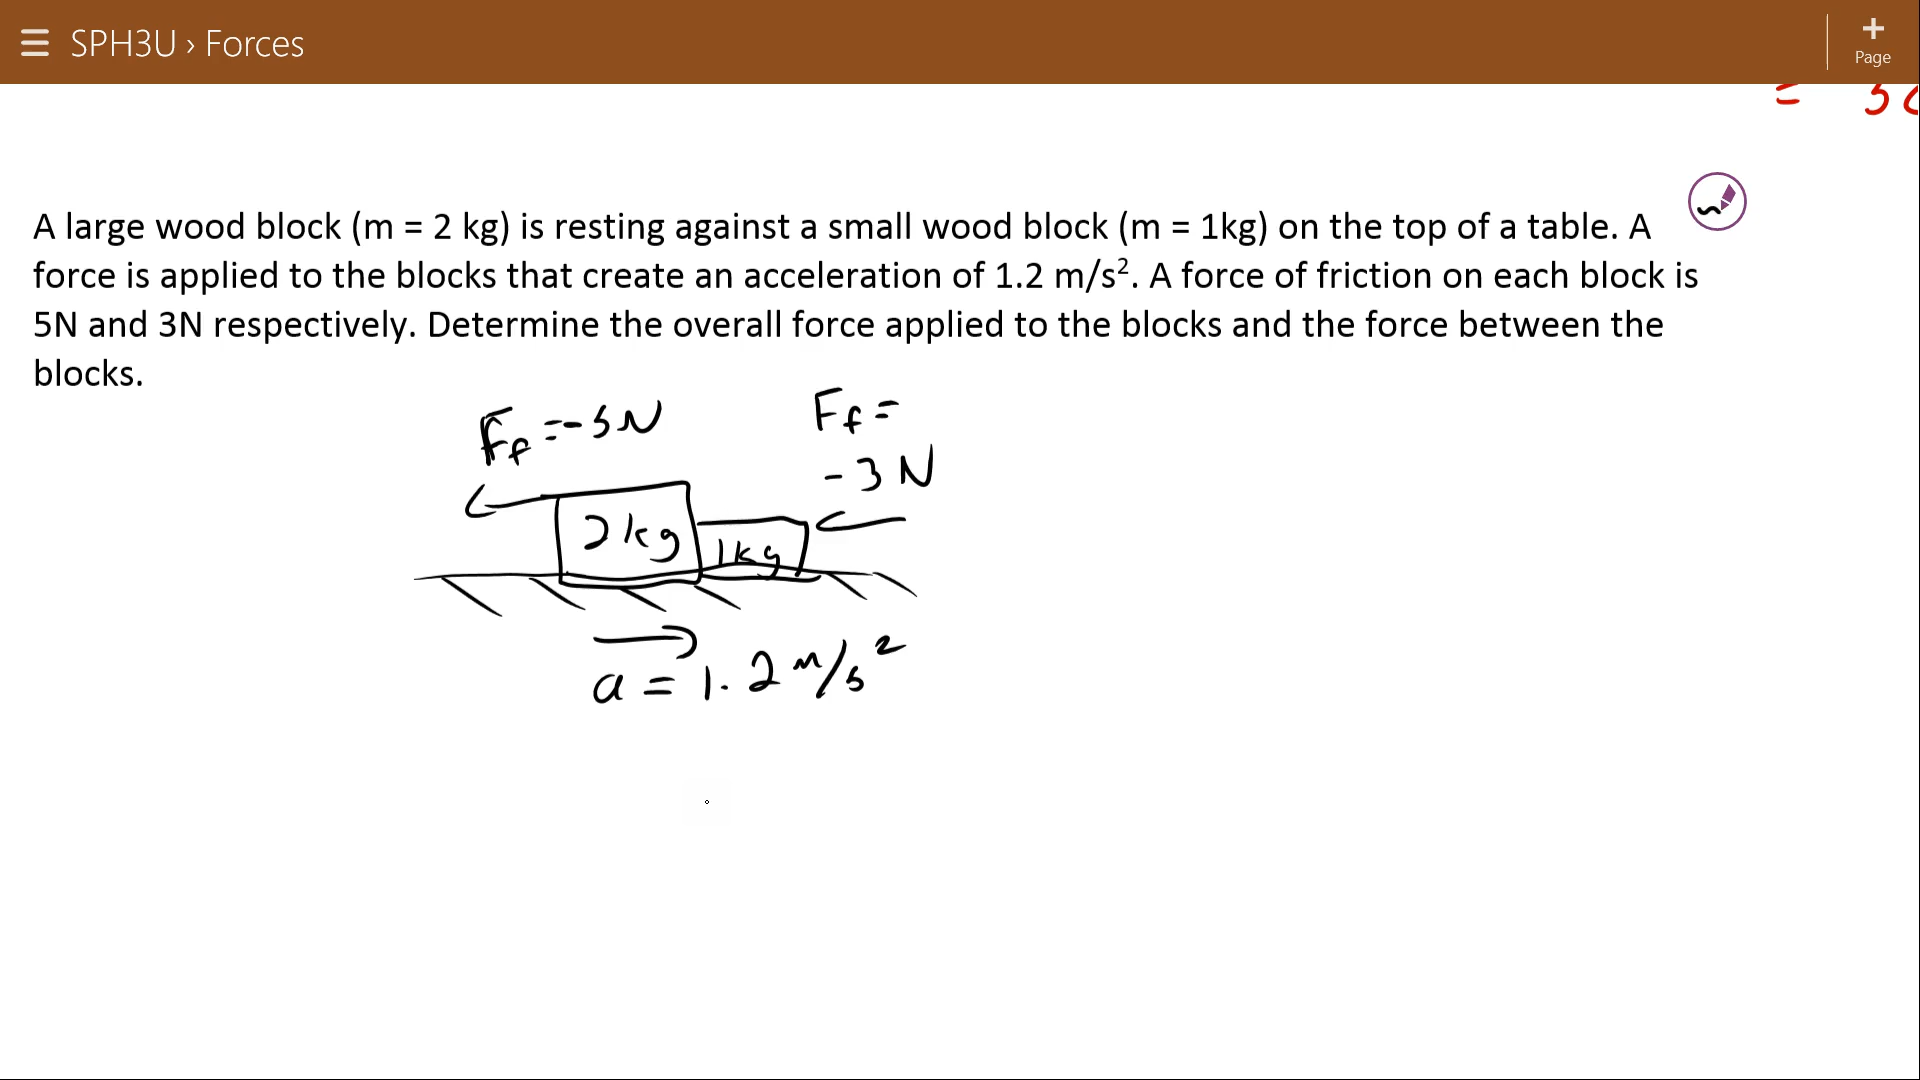 SPH3U › Forces
Page
=
A large wood block (m = 2 kg) is resting against a small wood block (m = 1kg) on the top of a table. A
force is applied to the blocks that create an acceleration of 1.2 m/s². A force of friction on each block is
5N and 3N respectively. Determine the overall force applied to the blocks and the force between the
blocks.
Ff = -5N
Ff =
-3N
2kg
1kg
a = 1.2 m/s²